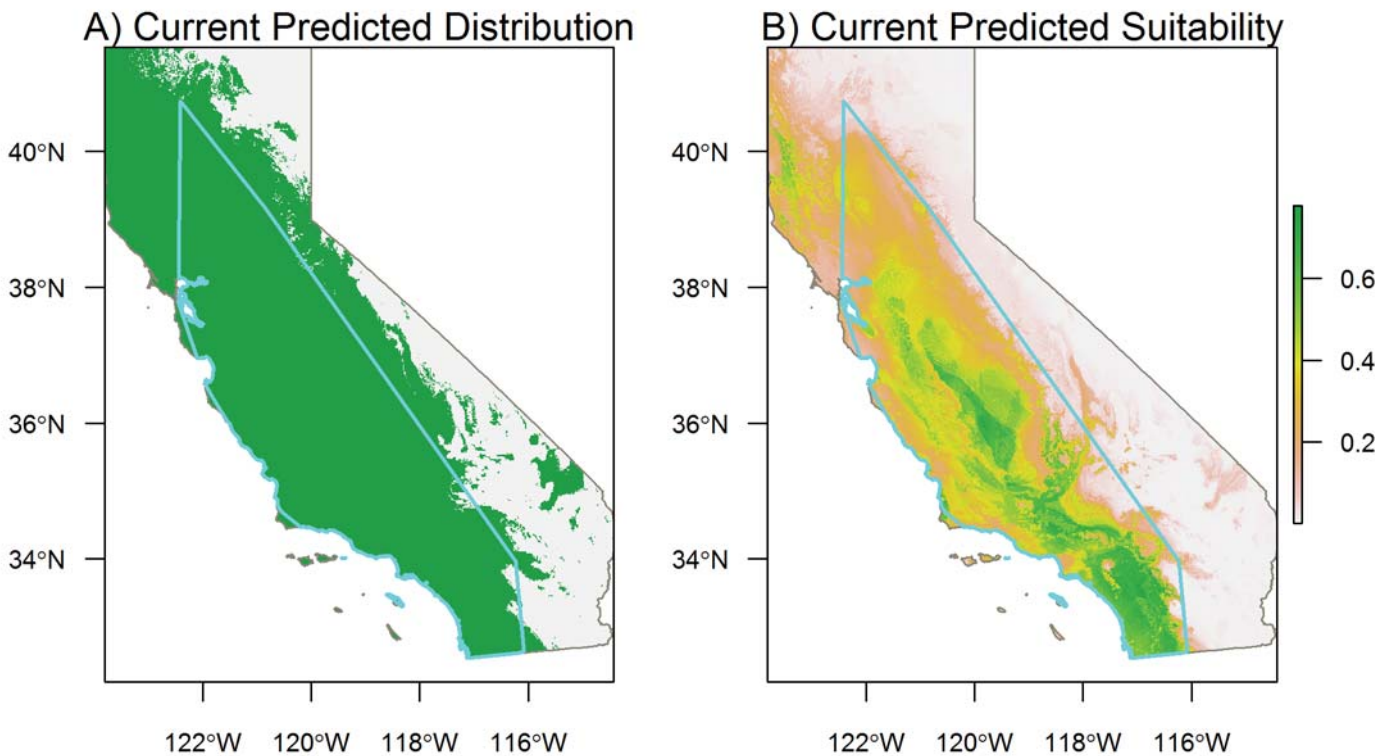 A) Current Predicted Distribution
B) Current Predicted Suitability
40°N
38°N
36°N
34°N
122°W
120°W
118°W
116°W
40°N
38°N
36°N
34°N
122°W
120°W
118°W
116°W
0.6
0.4
0.2